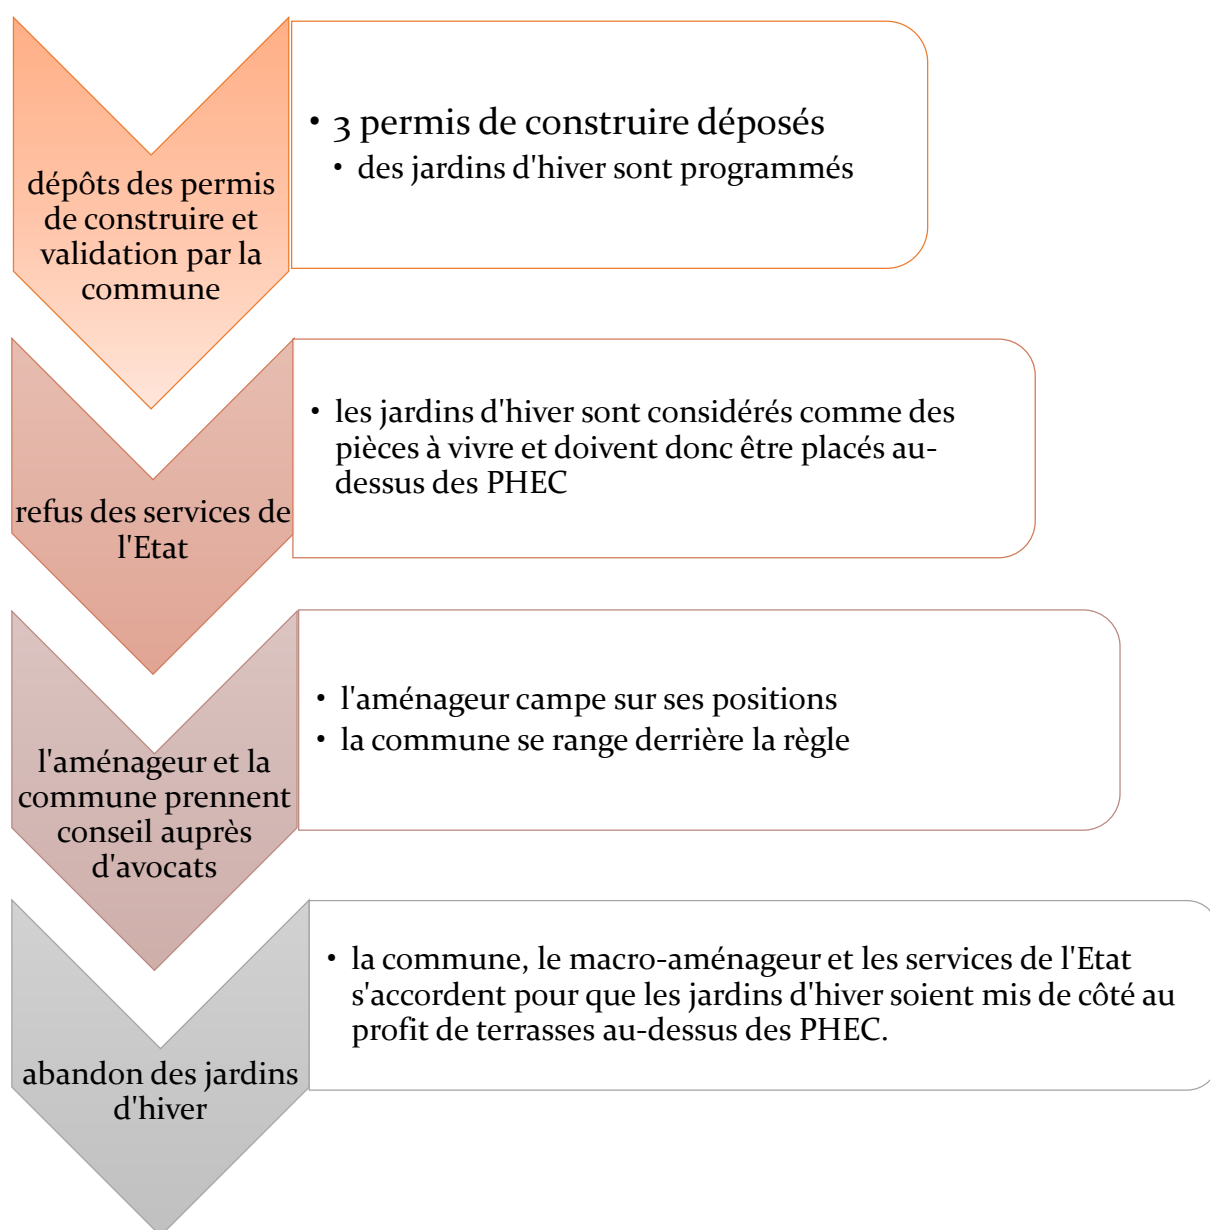 dépôts des permis
de construire et
validation par la
commune
• 3 permis de construire déposés
• des jardins d'hiver sont programmés
refus des services de
l'Etat
• les jardins d'hiver sont considérés comme des
pièces à vivre et doivent donc être placés au-
dessus des PHEC
l'aménageur et la
commune prennent
conseil auprès
d'avocats
• l'aménageur campe sur ses positions
• la commune se range derrière la règle
abandon des jardins
d'hiver
• la commune, le macro-aménageur et les services de l'Etat
s'accordent pour que les jardins d'hiver soient mis de côté au
profit de terrasses au-dessus des PHEC.